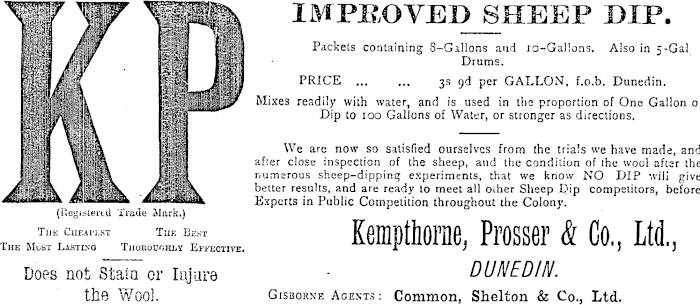 KP
(Registered Trade Mark.)
THE CHEAPEST THE BEST
THE MOST LASTING THOROUGHLY EFFECTIVE.
Does not Stain or Injure
the Wool.
IMPROVED SHEEP DIP.
Packets containing 8-Gallons and 10-Gallons. Also in 5-Gal
Drums.
PRICE ... ... 3s 9d per GALLON, f.o.b. Dunedin.
Mixes readily with water, and is used in the proportion of One Gallon o
Dip to 100 Gallons of Water, or stronger as directions.
We are now so satisfied ourselves from the trials we have made, and
after close inspection of the sheep, and the condition of the wool after the
numerous sheep-dipping experiments, that we know NO DIP will give
better results, and are ready to meet all other Sheep Dip competitors, before
Experts in Public Competition throughout the Colony.
Kempthorne, Prosser & Co., Ltd.,
DUNEDIN.
GISBORNE AGENTS: Common, Shelton & Co., Ltd.